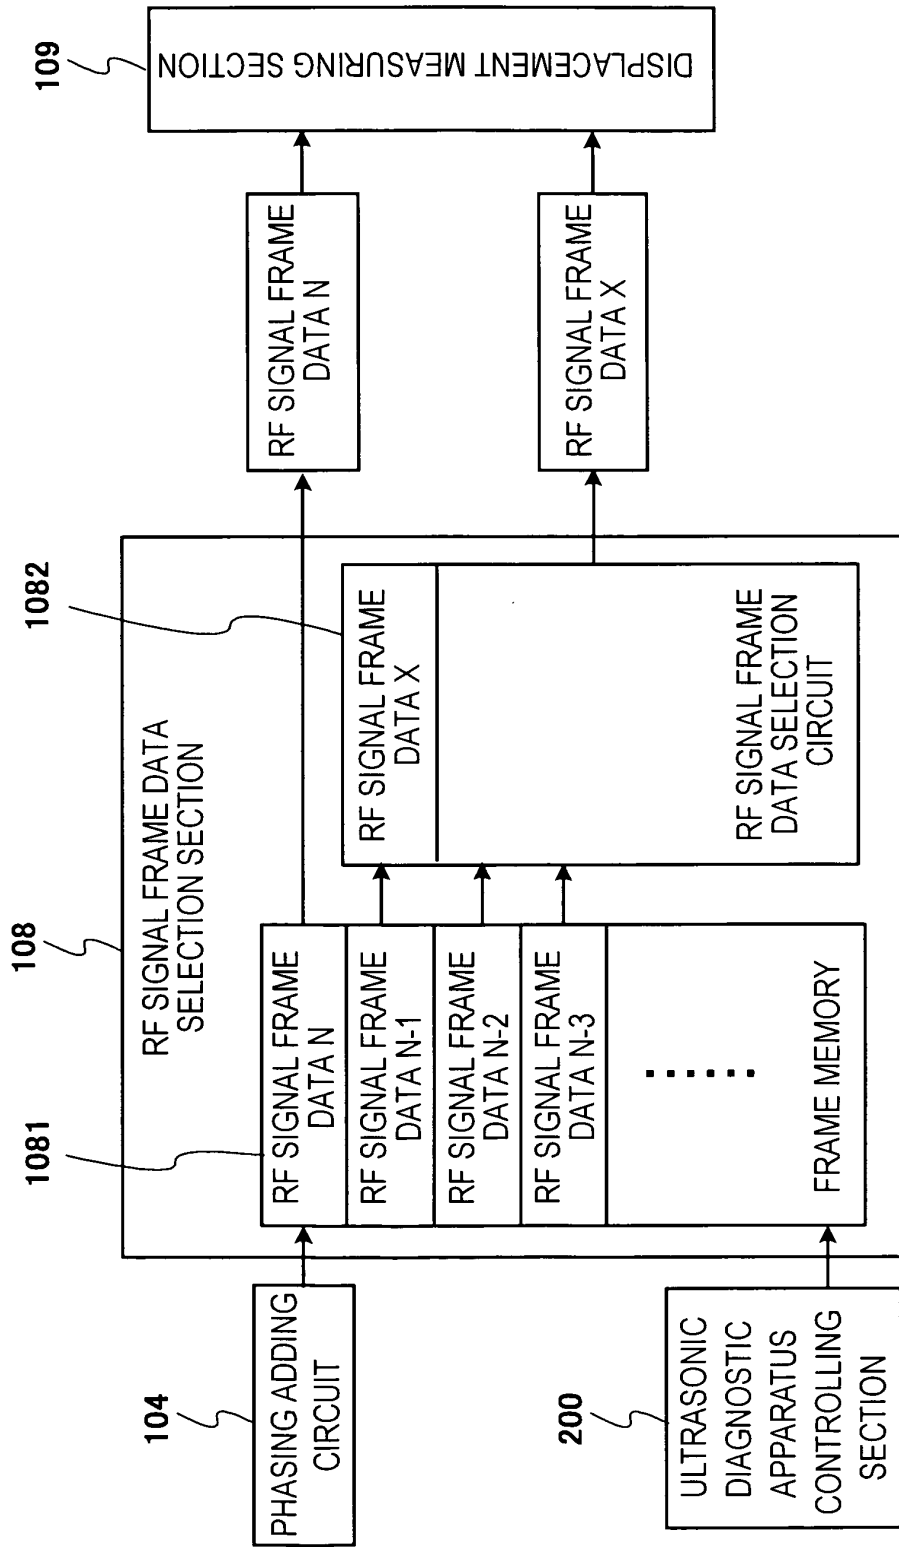 108
RF SIGNAL FRAME DATA
SELECTION SECTION
104
PHASING ADDING
CIRCUIT
200
ULTRASONIC
DIAGNOSTIC
APPARATUS
CONTROLLING
SECTION
1081
RF SIGNAL FRAME
DATA N
RF SIGNAL FRAME
DATA N-1
RF SIGNAL FRAME
DATA N-2
RF SIGNAL FRAME
DATA N-3
······
FRAME MEMORY
1082
RF SIGNAL FRAME
DATA X
RF SIGNAL FRAME
DATA SELECTION
CIRCUIT
RF SIGNAL FRAME
DATA N
RF SIGNAL FRAME
DATA X
109
DISPLACEMENT MEASURING SECTION